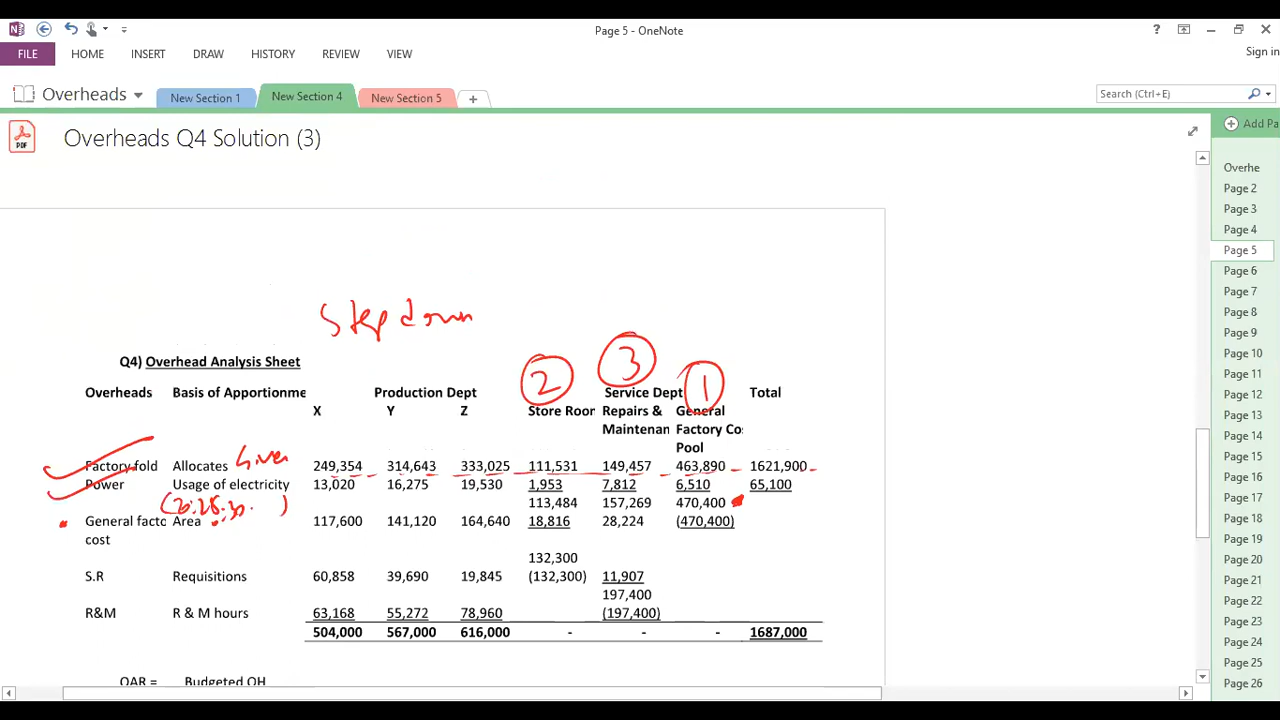 Page 5 - OneNote
?
Sign in
FILE HOME INSERT DRAW HISTORY REVIEW VIEW
Overheads New Section 1 New Section 4 New Section 5 + Search (Ctrl+E)
PDF Overheads Q4 Solution (3) Add Pa
Overhe
Page 2
Page 3
Page 4
Page 5
Page 6
Page 7
Page 8
Page 9
Page 10
Page 11
Page 12
Page 13
Page 14
Page 15
Page 16
Page 17
Page 18
Page 19
Page 20
Page 21
Page 22
Page 23
Page 24
Page 25
Page 26
Step down
Q4) Overhead Analysis Sheet
2 3 1
Overheads Basis of Apportionme Production Dept Service Dept Total
X Y Z Store Roon Repairs & General
Maintenan Factory Co
Pool
Factory fold Allocates Given 249,354 314,643 333,025 111,531 149,457 463,890 1621,900
Power Usage of electricity 13,020 16,275 19,530 1,953 7,812 6,510 65,100
(20:25:30: ) 113,484 157,269 470,400
General facto Area 117,600 141,120 164,640 18,816 28,224 (470,400)
cost
132,300
S.R Requisitions 60,858 39,690 19,845 (132,300) 11,907
197,400
R&M R & M hours 63,168 55,272 78,960 (197,400)
504,000 567,000 616,000 - - - 1687,000
OAR = Budgeted OH